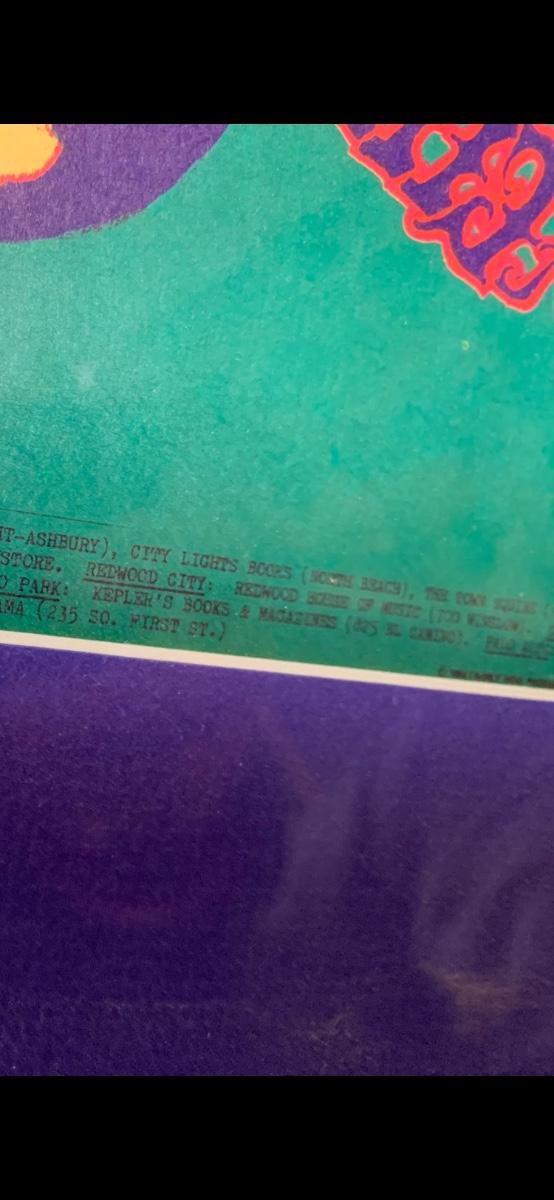 HT-ASHBURY), CITY LIGHTS BOOKS (NORTH BEACH), THE TOWN SQUIRE (
STORE. REDWOOD CITY: REDWOOD HOUSE OF MUSIC (700 WINSLOW).
O PARK: KEPLER'S BOOKS & MAGAZINES (825 EL CAMINO).
AMA (235 SO. FIRST ST.)